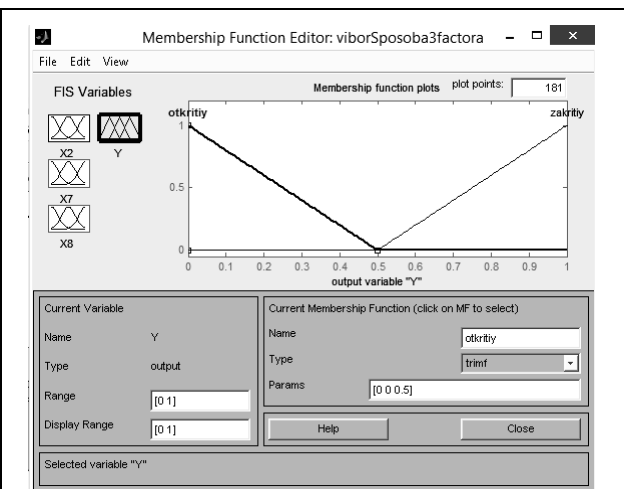 Membership Function Editor: viborSposoba3factora
File Edit View
FIS Variables
X2
Y
X7
X8
Membership function plots
plot points:
181
otkritiy
zakritiy
1
0.5
0
0 0.1 0.2 0.3 0.4 0.5 0.6 0.7 0.8 0.9 1
output variable "Y"
Current Variable
Name Y
Type output
Range [0 1]
Display Range [0 1]
Current Membership Function (click on MF to select)
Name otkritiy
Type trimf
Params [0 0 0.5]
Help Close
Selected variable "Y"